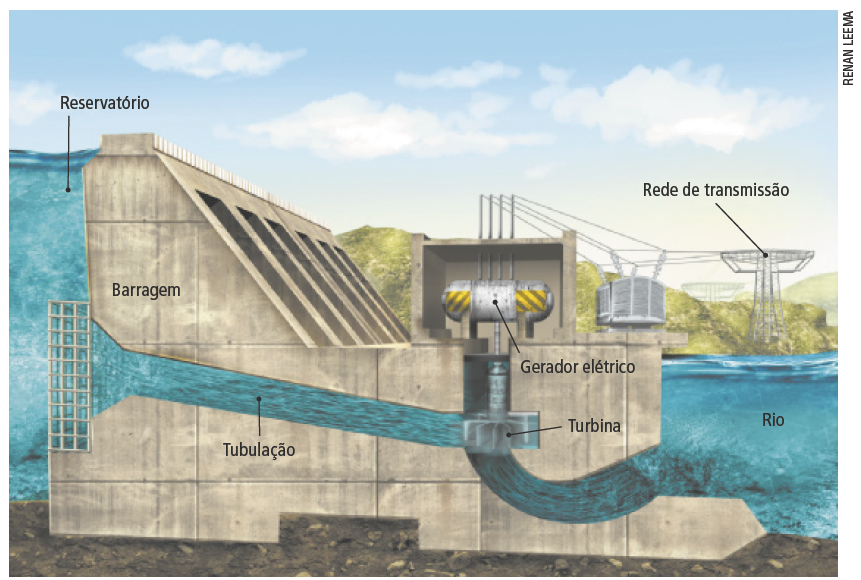 RENAN LEEMA
Reservatório
Rede de transmissão
Barragem
Gerador elétrico
Rio
Turbina
Tubulação